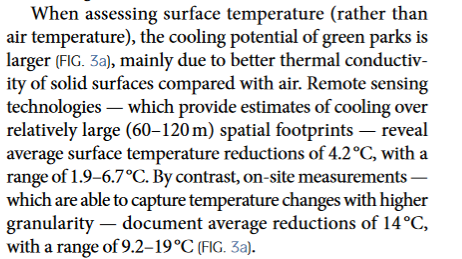 When assessing surface temperature (rather than
air temperature), the cooling potential of green parks is
larger (FIG. 3a), mainly due to better thermal conductiv-
ity of solid surfaces compared with air. Remote sensing
technologies — which provide estimates of cooling over
relatively large (60–120 m) spatial footprints — reveal
average surface temperature reductions of 4.2 °C, with a
range of 1.9–6.7 °C. By contrast, on-site measurements —
which are able to capture temperature changes with higher
granularity — document average reductions of 14 °C,
with a range of 9.2–19 °C (FIG. 3a).